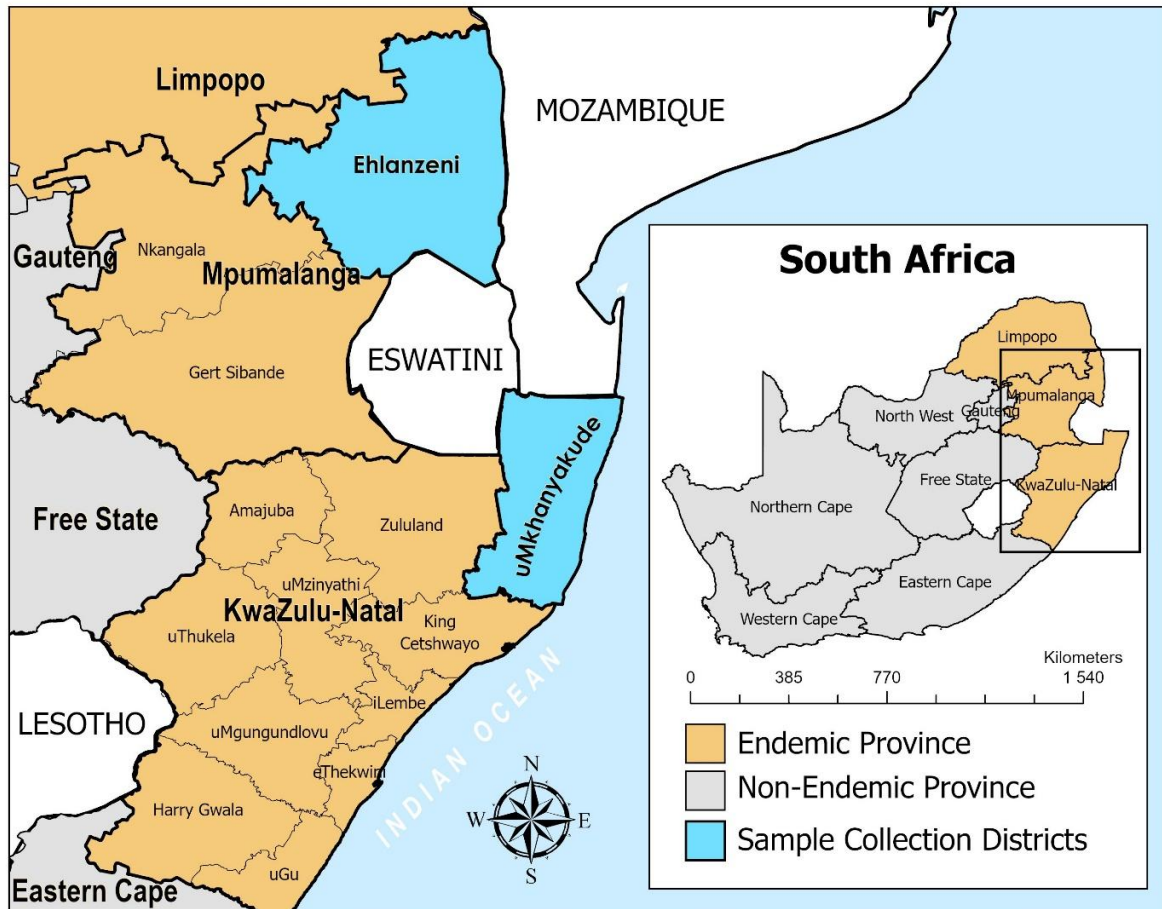 Limpopo
MOZAMBIQUE
Ehlanzeni
Gauteng
Nkangala
Mpumalanga
ESWATINI
Gert Sibande
uMkhanyakude
Free State
Amajuba
Zululand
uMzinyathi
KwaZulu-Natal
King
Cetshwayo
uThukela
LESOTHO
iLembe
uMgungundlovu
eThekwini
Harry Gwala
uGu
Eastern Cape
INDIAN OCEAN
N
W
E
S
South Africa
Limpopo
Mpumalanga
North West
Gauteng
Free State
KwaZulu-Natal
Northern Cape
Eastern Cape
Western Cape
Kilometers
0 385 770 1 540
Endemic Province
Non-Endemic Province
Sample Collection Districts